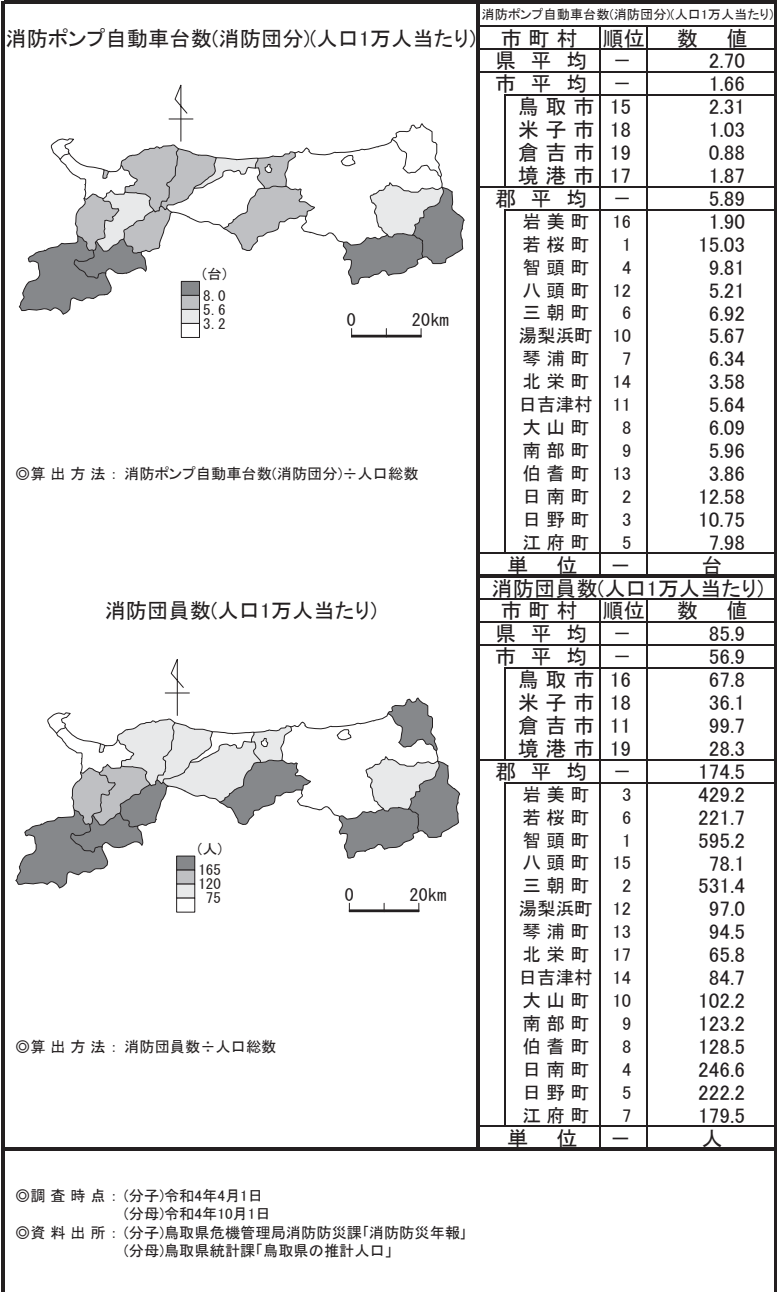 消防ポンプ自動車台数(消防団分)(人口1万人当たり)
(台)
8.0
5.6
3.2
0 20km
◎算出方法：消防ポンプ自動車台数(消防団分)÷人口総数
消防ポンプ自動車台数(消防団分)(人口1万人当たり)
市町村 順位 数値
県平均 － 2.70
市平均 － 1.66
鳥取市 15 2.31
米子市 18 1.03
倉吉市 19 0.88
境港市 17 1.87
郡平均 － 5.89
岩美町 16 1.90
若桜町 1 15.03
智頭町 4 9.81
八頭町 12 5.21
三朝町 6 6.92
湯梨浜町 10 5.67
琴浦町 7 6.34
北栄町 14 3.58
日吉津村 11 5.64
大山町 8 6.09
南部町 9 5.96
伯耆町 13 3.86
日南町 2 12.58
日野町 3 10.75
江府町 5 7.98
単位 － 台
消防団員数(人口1万人当たり)
(人)
165
120
75
0 20km
◎算出方法：消防団員数÷人口総数
消防団員数(人口1万人当たり)
市町村 順位 数値
県平均 － 85.9
市平均 － 56.9
鳥取市 16 67.8
米子市 18 36.1
倉吉市 11 99.7
境港市 19 28.3
郡平均 － 174.5
岩美町 3 429.2
若桜町 6 221.7
智頭町 1 595.2
八頭町 15 78.1
三朝町 2 531.4
湯梨浜町 12 97.0
琴浦町 13 94.5
北栄町 17 65.8
日吉津村 14 84.7
大山町 10 102.2
南部町 9 123.2
伯耆町 8 128.5
日南町 4 246.6
日野町 5 222.2
江府町 7 179.5
単位 － 人
◎調査時点：(分子)令和4年4月1日
(分母)令和4年10月1日
◎資料出所：(分子)鳥取県危機管理局消防防災課「消防防災年報」
(分母)鳥取県統計課「鳥取県の推計人口」